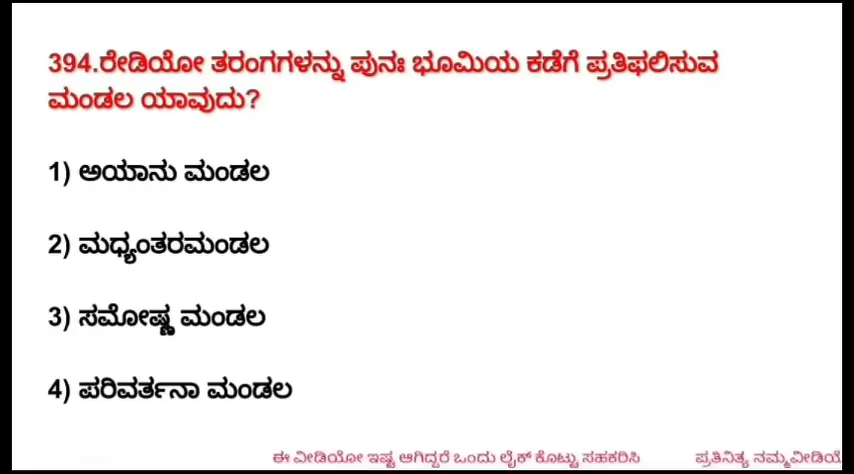 394.ರೇಡಿಯೋ ತರಂಗಗಳನ್ನು ಪುನಃ ಭೂಮಿಯ ಕಡೆಗೆ ಪ್ರತಿಫಲಿಸುವ
ಮಂಡಲ ಯಾವುದು?
1) ಅಯಾನು ಮಂಡಲ
2) ಮಧ್ಯಂತರಮಂಡಲ
3) ಸಮೋಷ್ಣ ಮಂಡಲ
4) ಪರಿವರ್ತನಾ ಮಂಡಲ
ಈ ವೀಡಿಯೋ ಇಷ್ಟ ಆಗಿದ್ದರೆ ಒಂದು ಲೈಕ್ ಕೊಟ್ಟು ಸಹಕರಿಸಿ ಪ್ರತಿನಿತ್ಯ ನಮ್ಮ